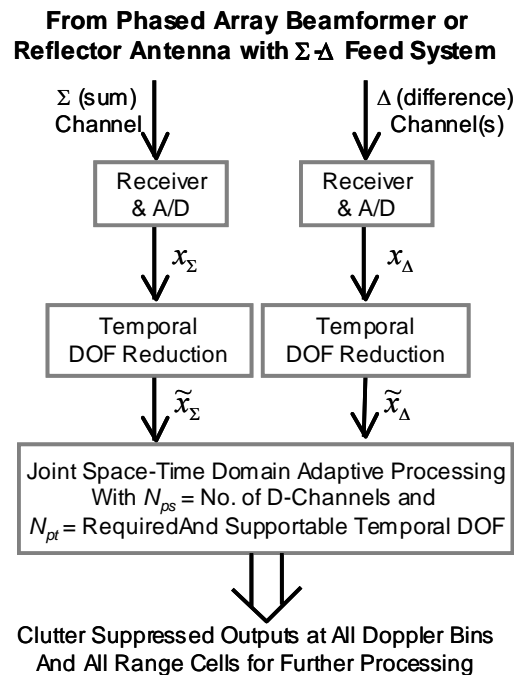 From Phased Array Beamformer or
Reflector Antenna with Σ-Δ Feed System
Σ (sum)
Channel
Δ (difference)
Channel(s)
Receiver
& A/D
Receiver
& A/D
x_Σ
x_Δ
Temporal
DOF Reduction
Temporal
DOF Reduction
x̃_Σ
x̃_Δ
Joint Space-Time Domain Adaptive Processing
With N_ps = No. of D-Channels and
N_pt = RequiredAnd Supportable Temporal DOF
Clutter Suppressed Outputs at All Doppler Bins
And All Range Cells for Further Processing